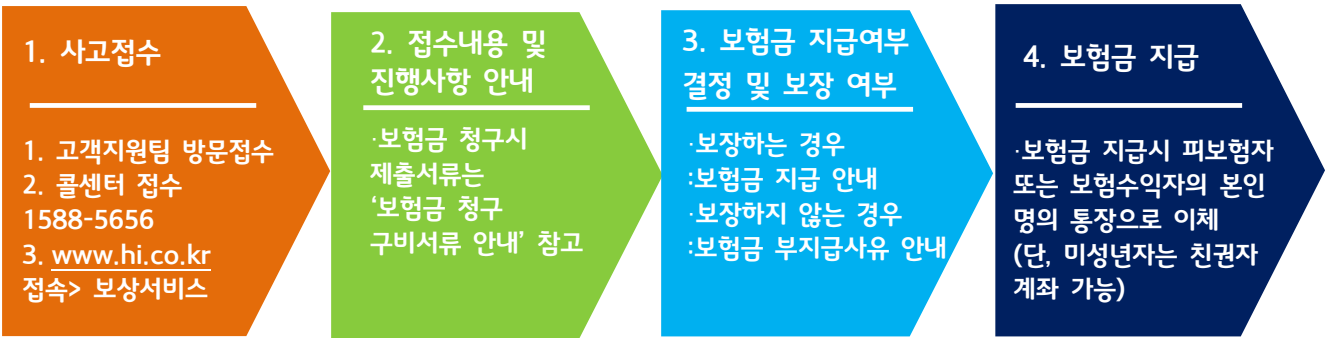 1. 사고접수
1. 고객지원팀 방문접수
2. 콜센터 접수
1588-5656
3. www.hi.co.kr
접속> 보상서비스
2. 접수내용 및
진행사항 안내
·보험금 청구시
제출서류는
‘보험금 청구
구비서류 안내’ 참고
3. 보험금 지급여부
결정 및 보장 여부
·보장하는 경우
:보험금 지급 안내
·보장하지 않는 경우
:보험금 부지급사유 안내
4. 보험금 지급
·보험금 지급시 피보험자
또는 보험수익자의 본인
명의 통장으로 이체
(단, 미성년자는 친권자
계좌 가능)